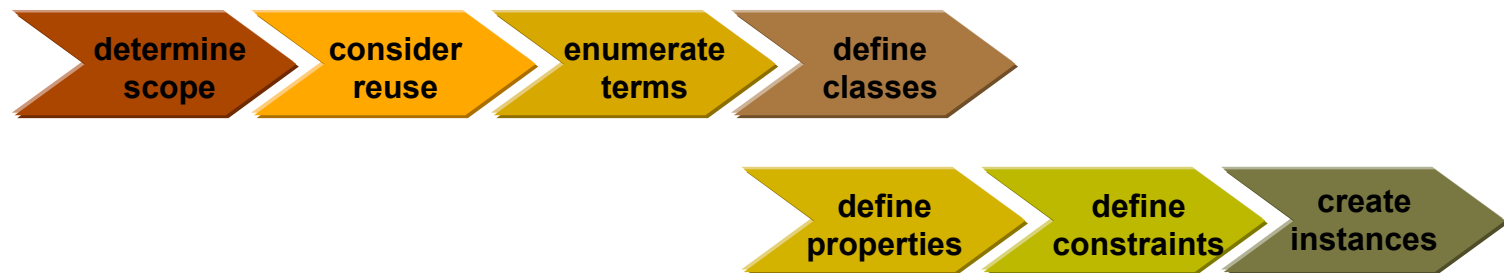 determine
scope
consider
reuse
enumerate
terms
define
classes
define
properties
define
constraints
create
instances